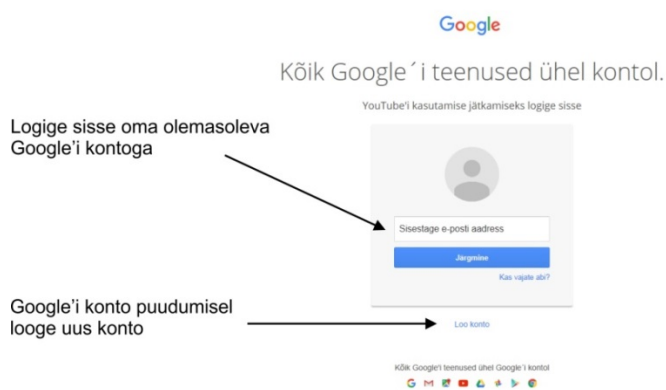 Google
Kõik Google´i teenused ühel kontol.
YouTube'i kasutamise jätkamiseks logige sisse
Logige sisse oma olemasoleva
Google'i kontoga
Sisestage e-posti aadress
Järgmine
Kas vajate abi?
Google'i konto puudumisel
looge uus konto
Loo konto
Kõik Google'i teenused ühel Google´i kontol